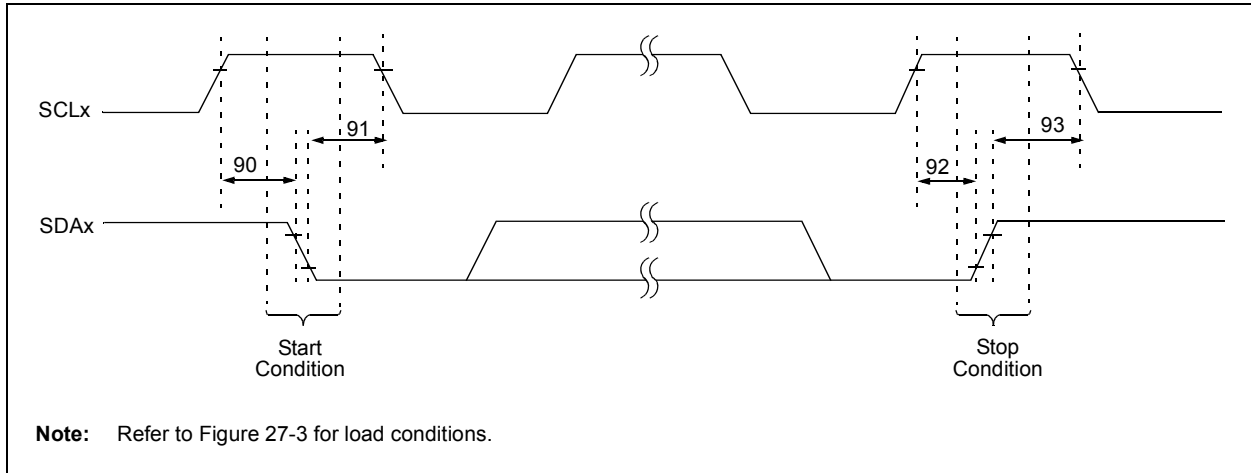 SCLx
91
93
90
92
SDAx
Start
Condition
Stop
Condition
Note: Refer to Figure 27-3 for load conditions.